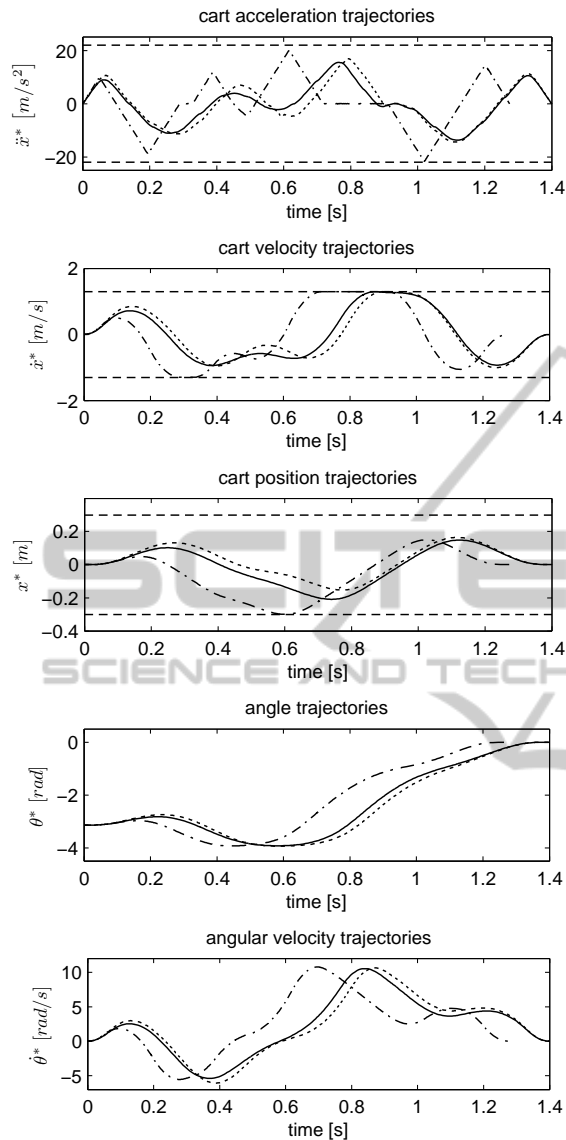 cart acceleration trajectories
ẍ* [m/s²]
20
0
−20
0 0.2 0.4 0.6 0.8 1 1.2 1.4
time [s]
cart velocity trajectories
ẋ* [m/s]
2
0
−2
0 0.2 0.4 0.6 0.8 1 1.2 1.4
time [s]
cart position trajectories
x* [m]
0.2
0
−0.2
−0.4
0 0.2 0.4 0.6 0.8 1 1.2 1.4
time [s]
SCITE
SCIENCE AND TECH
angle trajectories
θ* [rad]
0
−2
−4
0 0.2 0.4 0.6 0.8 1 1.2 1.4
time [s]
angular velocity trajectories
θ̇* [rad/s]
10
5
0
−5
0 0.2 0.4 0.6 0.8 1 1.2 1.4
time [s]